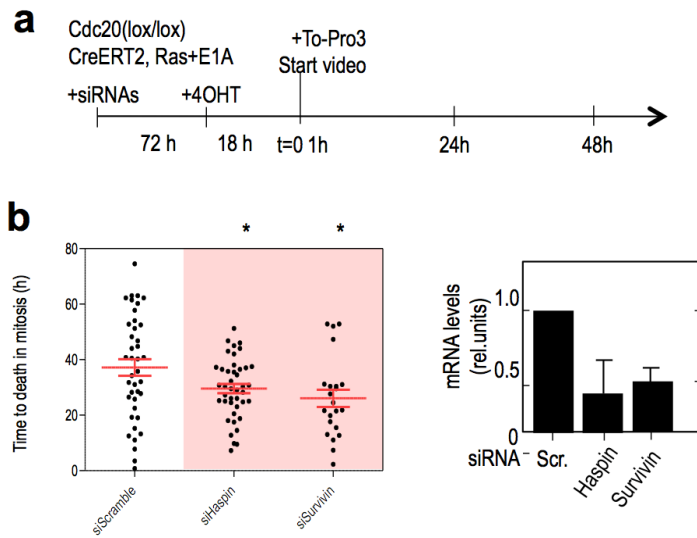 a
Cdc20(lox/lox)
CreERT2, Ras+E1A
+siRNAs
+4OHT
+To-Pro3
Start video
72 h
18 h
t=0 1h
24h
48h
b
*
*
Time to death in mitosis (h)
80
60
40
20
0
siScramble
siHaspin
siSurvivin
mRNA levels
(rel.units)
1.0
0.5
0
siRNA
Scr.
Haspin
Survivin